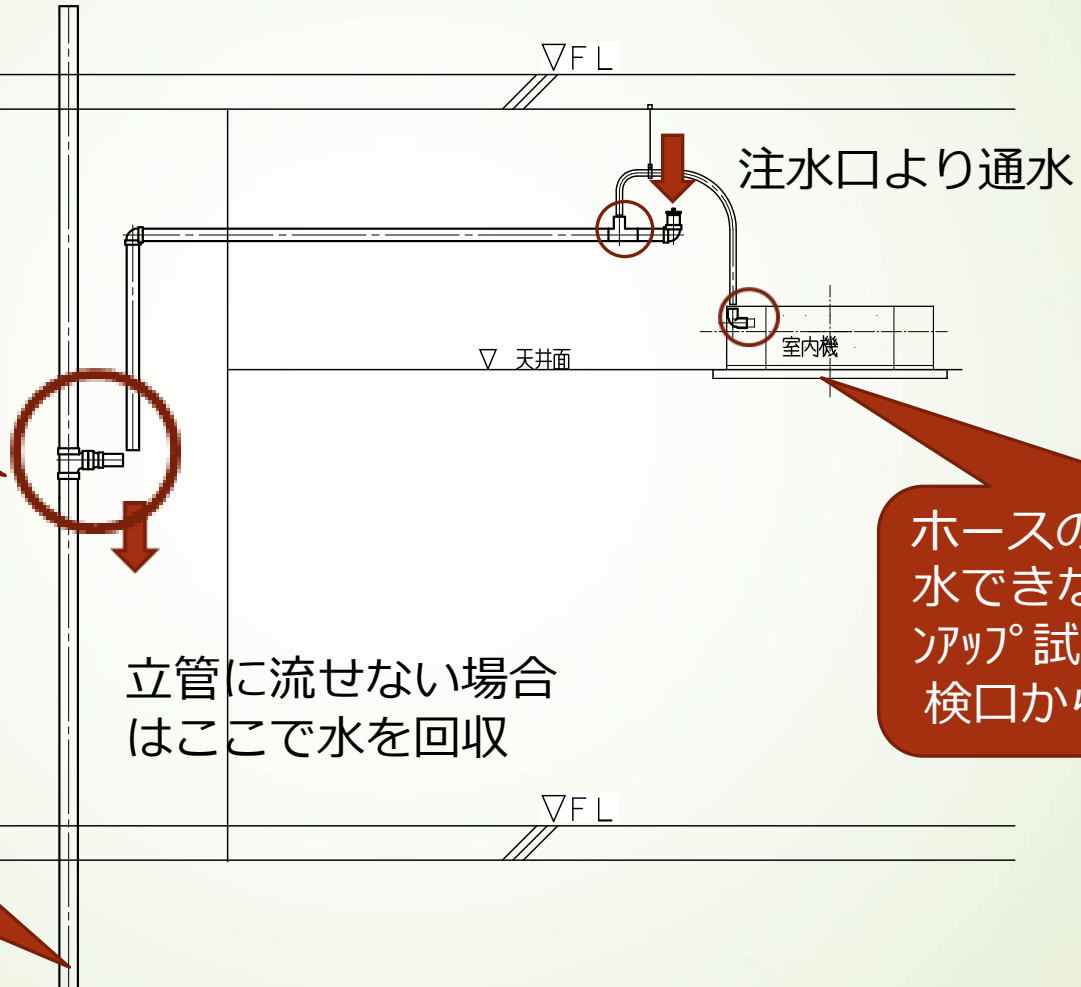 ▽FL
注水口より通水
▽ 天井面
室内機
ホースの
水できな
ﾝｱｯﾌﾟ試
検口から
立管に流せない場合
はここで水を回収
▽FL